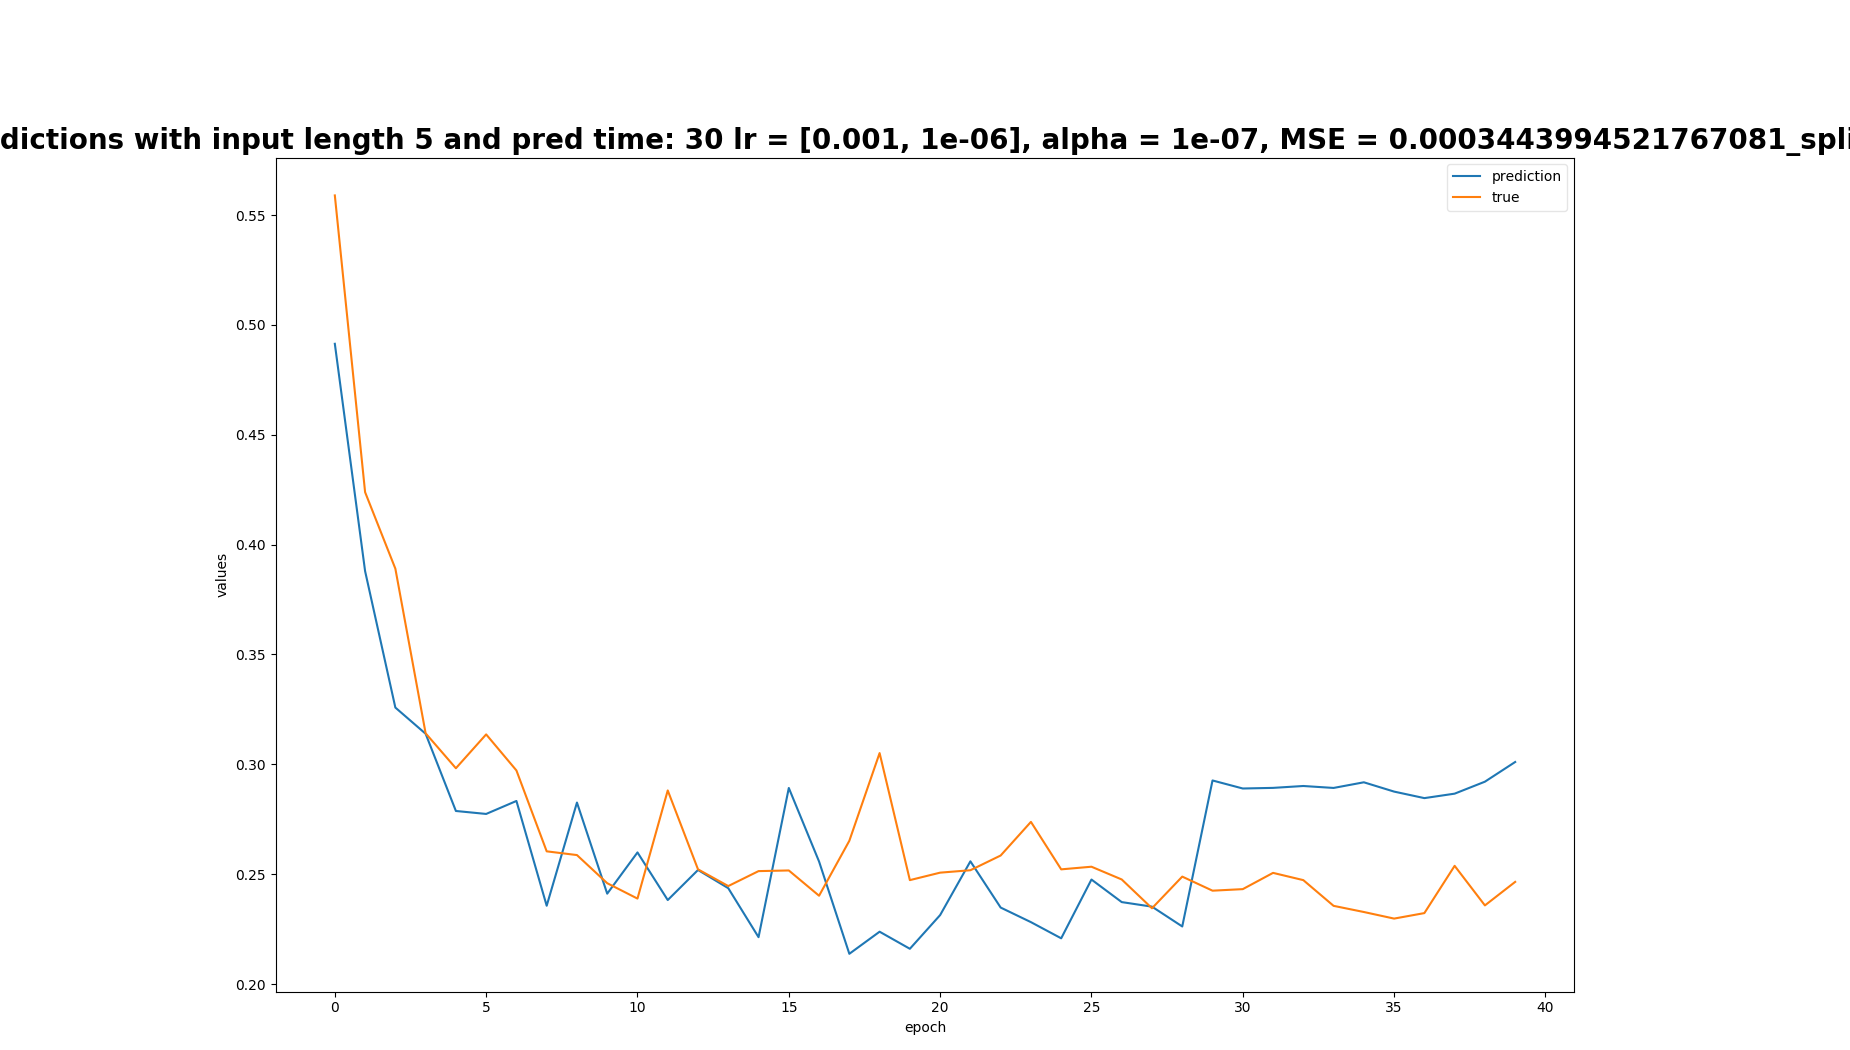 dictions with input length 5 and pred time: 30 lr = [0.001, 1e-06], alpha = 1e-07, MSE = 0.0003443994521767081_spli
prediction
true
values
0.55
0.50
0.45
0.40
0.35
0.30
0.25
0.20
0 5 10 15 20 25 30 35 40
epoch